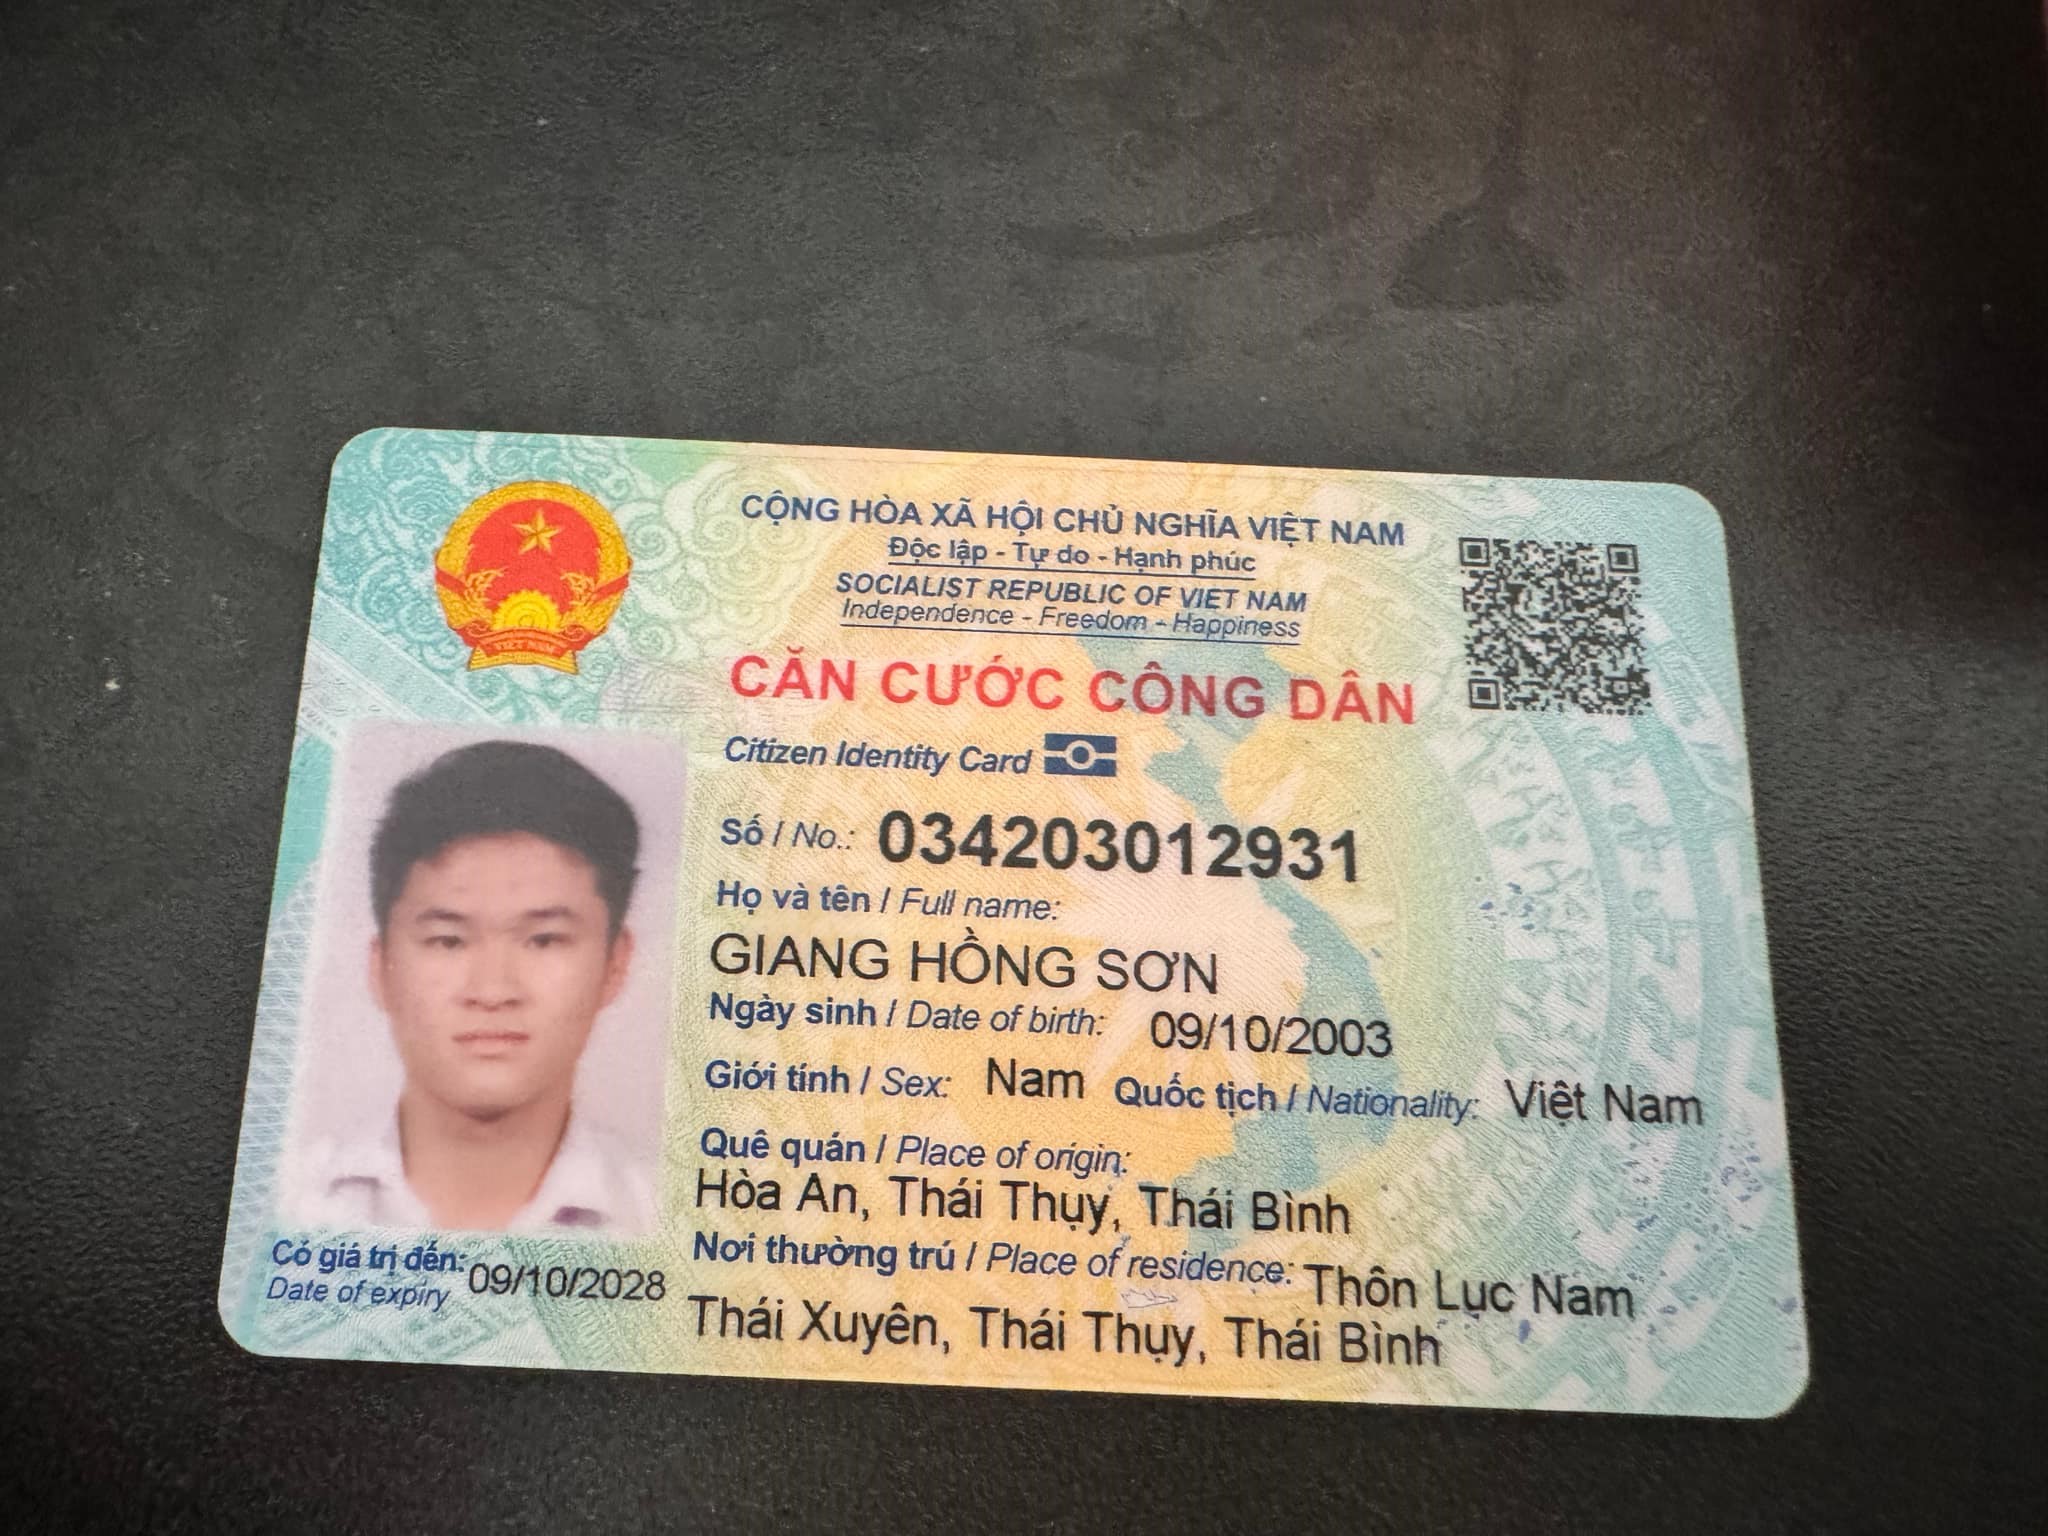 CỘNG HÒA XÃ HỘI CHỦ NGHĨA VIỆT NAM
Độc lập - Tự do - Hạnh phúc
SOCIALIST REPUBLIC OF VIET NAM
Independence - Freedom - Happiness
CĂN CƯỚC CÔNG DÂN
Citizen Identity Card
Số / No.: 034203012931
Họ và tên / Full name:
GIANG HỒNG SƠN
Ngày sinh / Date of birth: 09/10/2003
Giới tính / Sex: Nam Quốc tịch / Nationality: Việt Nam
Quê quán / Place of origin:
Hòa An, Thái Thụy, Thái Bình
Nơi thường trú / Place of residence: Thôn Lục Nam
Thái Xuyên, Thái Thụy, Thái Bình
Có giá trị đến: 09/10/2028
Date of expiry
VIỆT NAM